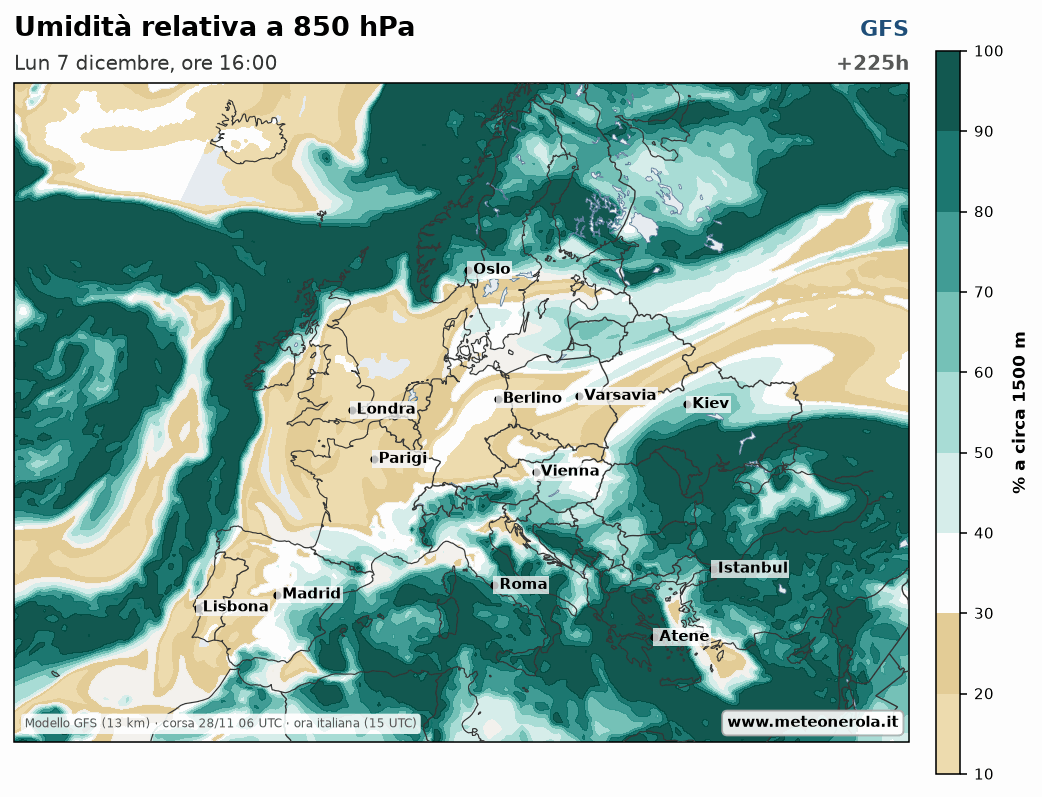 Umidità relativa a 850 hPa
GFS
Lun 7 dicembre, ore 16:00
+225h
100
90
80
70
60
50
40
30
20
10
% a circa 1500 m
Oslo
Berlino
Varsavia
Kiev
Londra
Parigi
Vienna
Istanbul
Roma
Madrid
Lisbona
Atene
Modello GFS (13 km) · corsa 28/11 06 UTC · ora italiana (15 UTC)
www.meteonerola.it